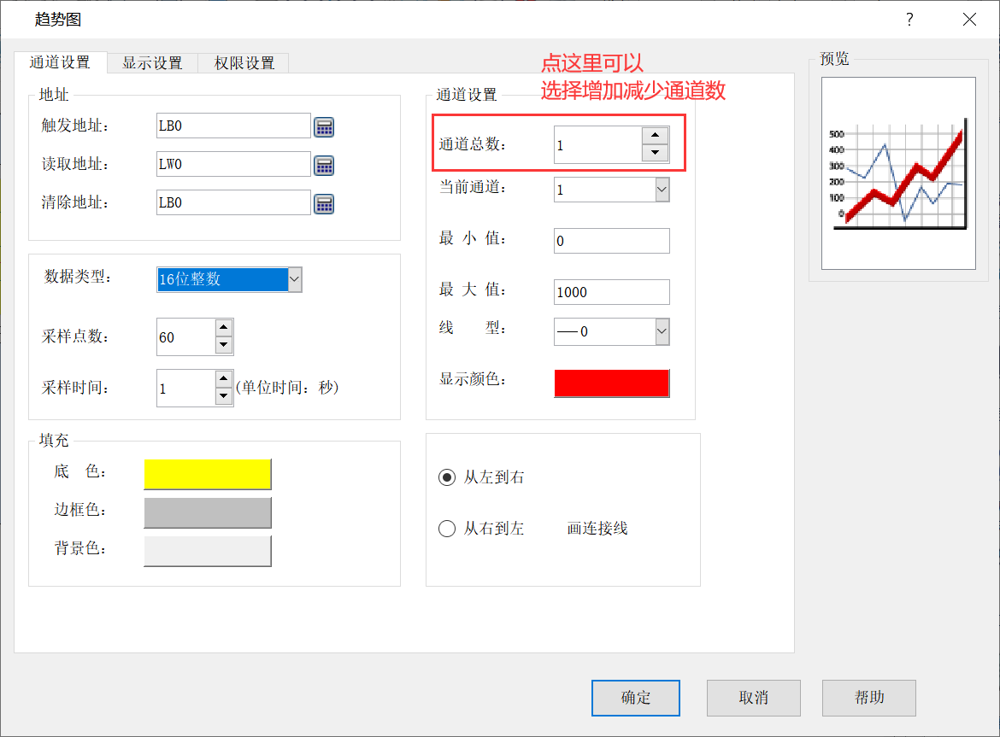 趋势图
?
通道设置 显示设置 权限设置
点这里可以
选择增加减少通道数
地址
触发地址: LB0
读取地址: LW0
清除地址: LB0
数据类型: 16位整数
采样点数: 60
采样时间: 1 (单位时间: 秒)
填充
底 色:
边框色:
背景色:
通道设置
通道总数: 1
当前通道: 1
最 小 值: 0
最 大 值: 1000
线 型: 0
显示颜色:
从左到右
从右到左 画连接线
预览
500
400
300
200
100
0
确定 取消 帮助